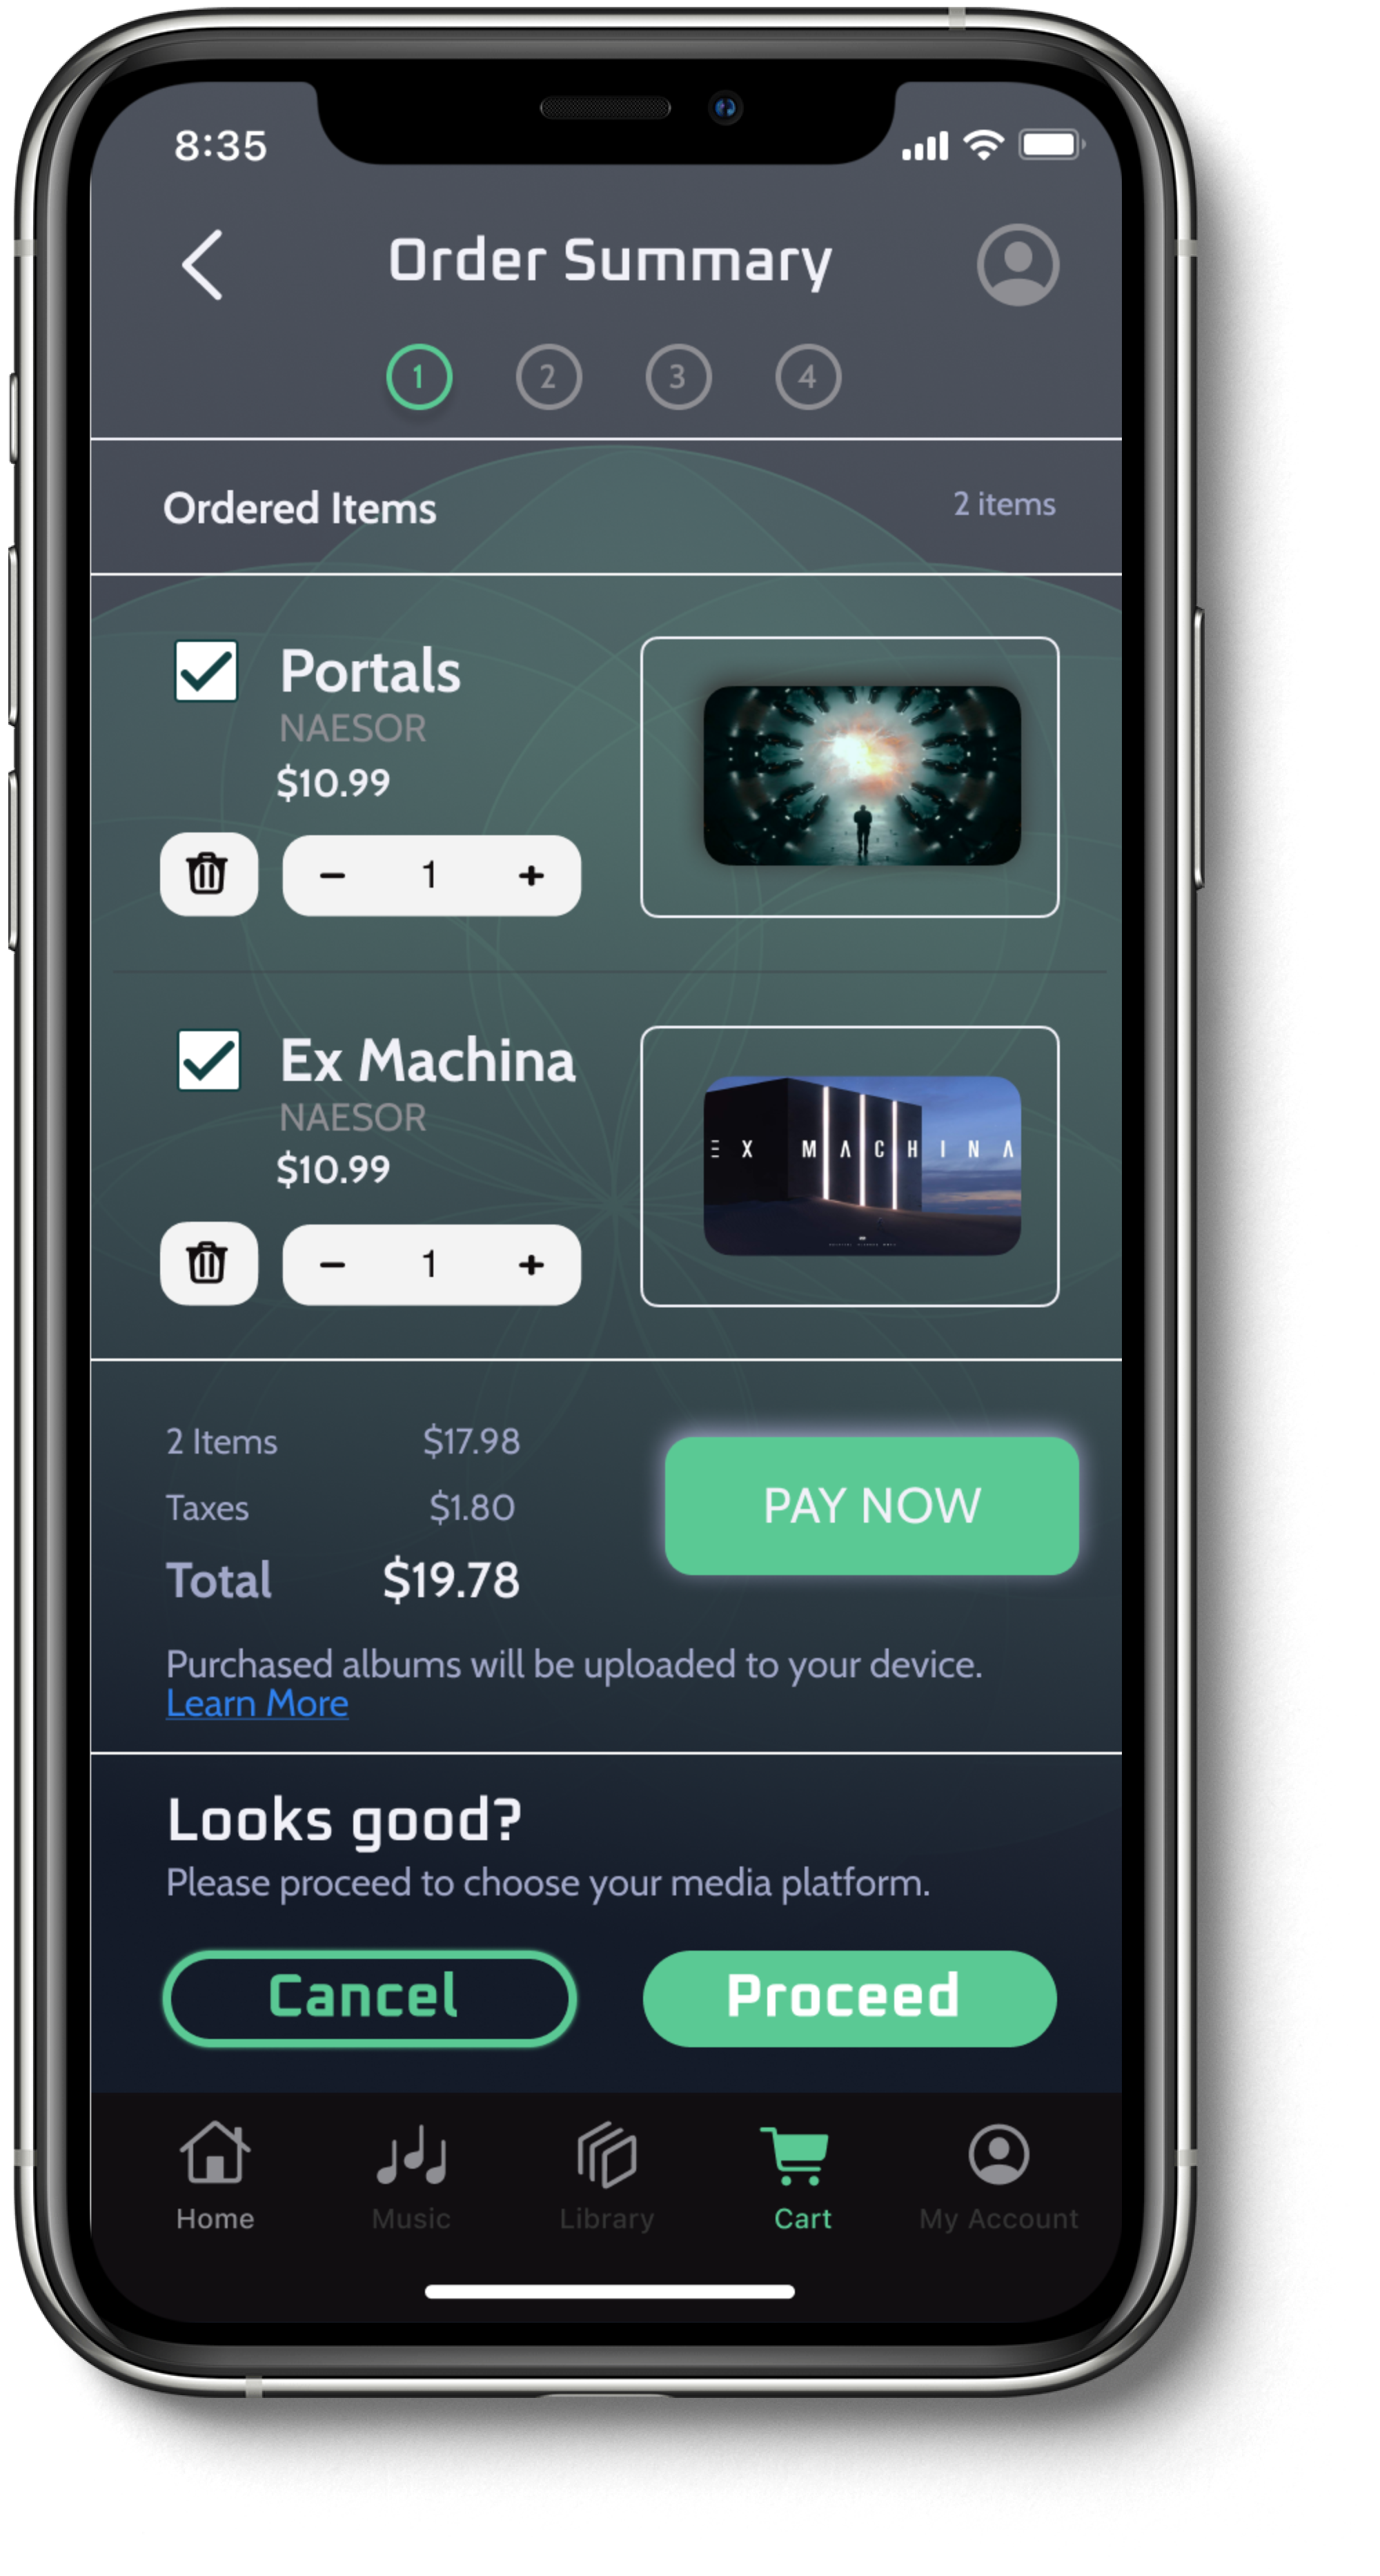 8:35
Order Summary
1 2 3 4
Ordered Items 2 items
Portals
NAESOR
$10.99
1
Ex Machina
NAESOR
$10.99
1
Ξ X M Λ C H I N Λ
2 Items $17.98
Taxes $1.80
Total $19.78
PAY NOW
Purchased albums will be uploaded to your device.
Learn More
Looks good?
Please proceed to choose your media platform.
Cancel Proceed
Home Music Library Cart My Account